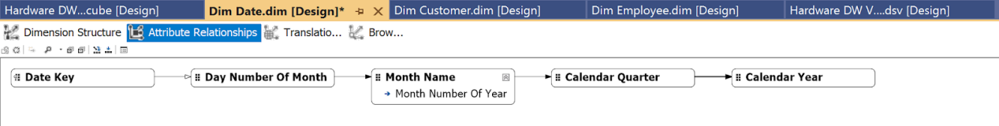 Hardware DW...cube [Design] Dim Date.dim [Design]* Dim Customer.dim [Design] Dim Employee.dim [Design] Hardware DW V....dsv [Design]
Dimension Structure Attribute Relationships Translatio... Brow...
Date Key Day Number Of Month Month Name Calendar Quarter Calendar Year
Month Number Of Year